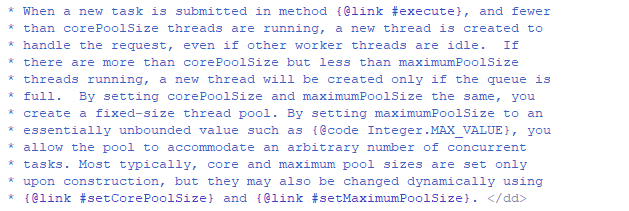 * When a new task is submitted in method {@link #execute}, and fewer
* than corePoolSize threads are running, a new thread is created to
* handle the request, even if other worker threads are idle.  If
* there are more than corePoolSize but less than maximumPoolSize
* threads running, a new thread will be created only if the queue is
* full.  By setting corePoolSize and maximumPoolSize the same, you
* create a fixed-size thread pool. By setting maximumPoolSize to an
* essentially unbounded value such as {@code Integer.MAX_VALUE}, you
* allow the pool to accommodate an arbitrary number of concurrent
* tasks. Most typically, core and maximum pool sizes are set only
* upon construction, but they may also be changed dynamically using
* {@link #setCorePoolSize} and {@link #setMaximumPoolSize}. </dd>